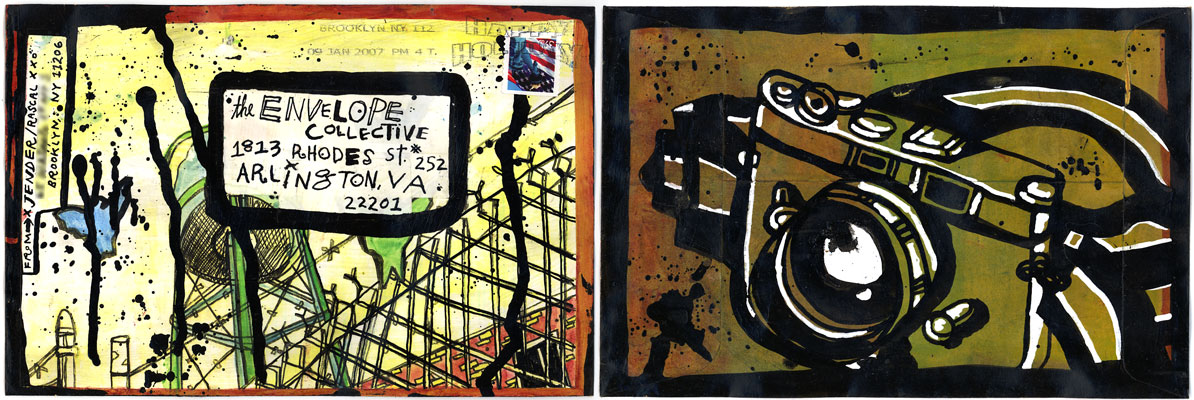 BROOKLYN NY 112
09 JAN 2007 PM 4 T
the ENVELOPE
COLLECTIVE
1813 RHODES ST. #252
ARLINGTON, VA
22201
FROM → JENDER/RASCAL XXO
BROOKLYN, NY 11206